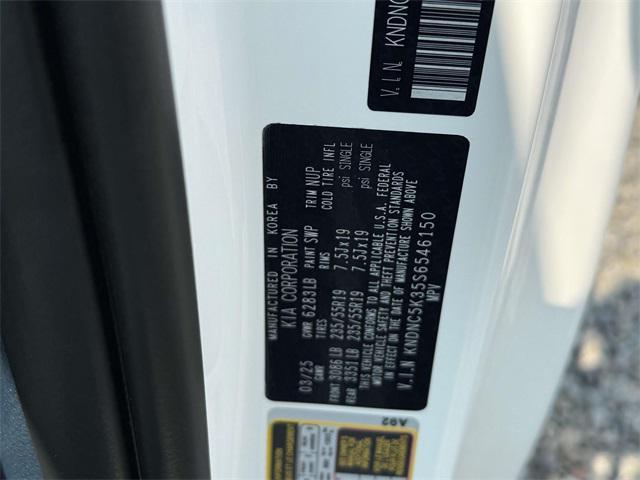 V.I.N. KNDNC
MANUFACTURED IN KOREA BY
KIA CORPORATION
03/25 GVWR 6283LB PAINT SWP TRIM NUP
GAWR TIRES RIMS COLD TIRE INFL
FRONT 3086LB 235/55R19 7.5Jx19 psi SINGLE
REAR 3351LB 235/55R19 7.5Jx19 psi SINGLE
THIS VEHICLE CONFORMS TO ALL APPLICABLE U.S.A. FEDERAL
MOTOR VEHICLE SAFETY AND THEFT PREVENTION STANDARDS
IN EFFECT ON THE DATE OF MANUFACTURE SHOWN ABOVE
V.I.N KNDNC5K35S6546150
MPV
A02